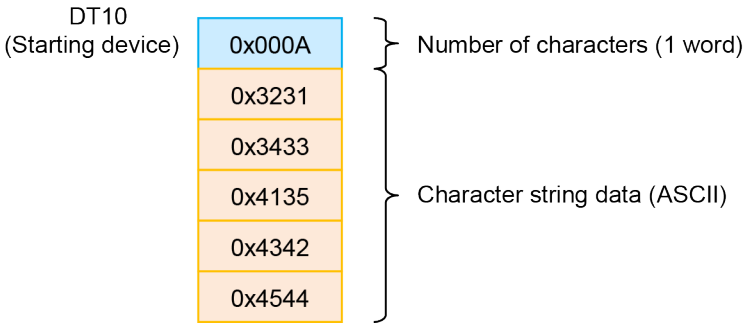 DT10
(Starting device)
0x000A
Number of characters (1 word)
0x3231
0x3433
0x4135
Character string data (ASCII)
0x4342
0x4544